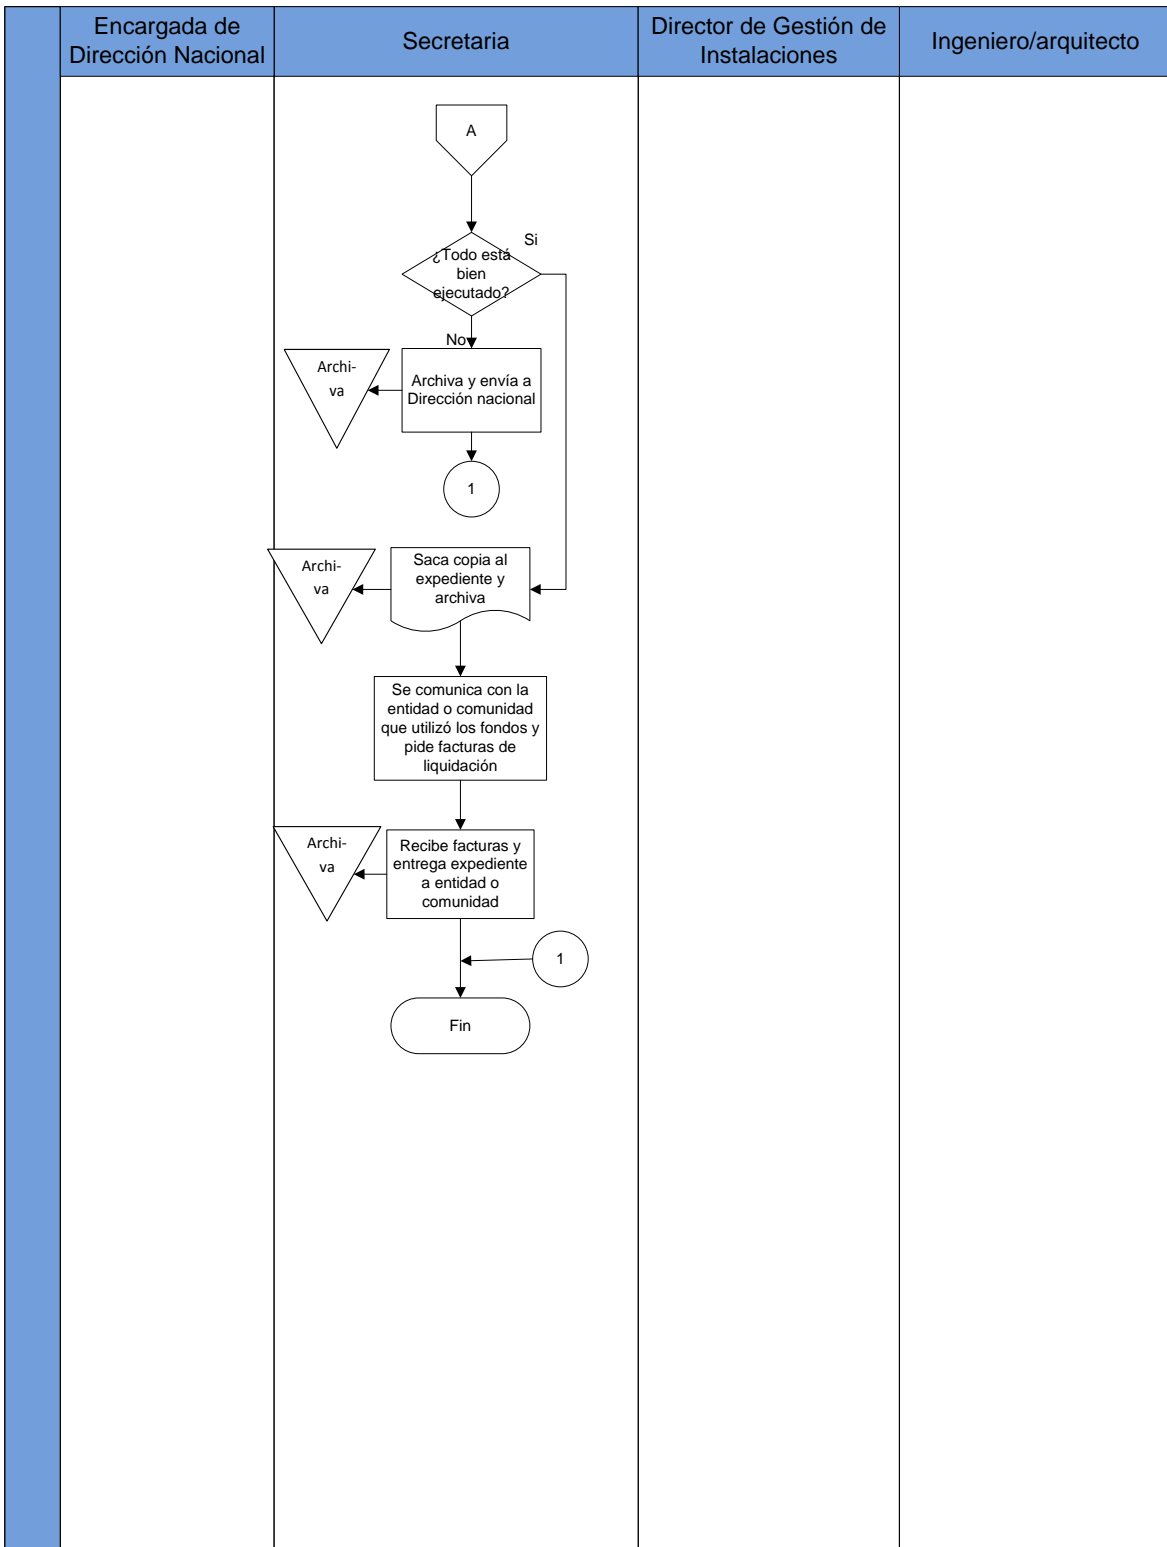 Encargada de
Dirección Nacional
Secretaria
Director de Gestión de
Instalaciones
Ingeniero/arquitecto
A
Si
¿Todo está
bien
ejecutado?
No
Archi-
va
Archiva y envía a
Dirección nacional
1
Archi-
va
Saca copia al
expediente y
archiva
Se comunica con la
entidad o comunidad
que utilizó los fondos y
pide facturas de
liquidación
Archi-
va
Recibe facturas y
entrega expediente
a entidad o
comunidad
1
Fin